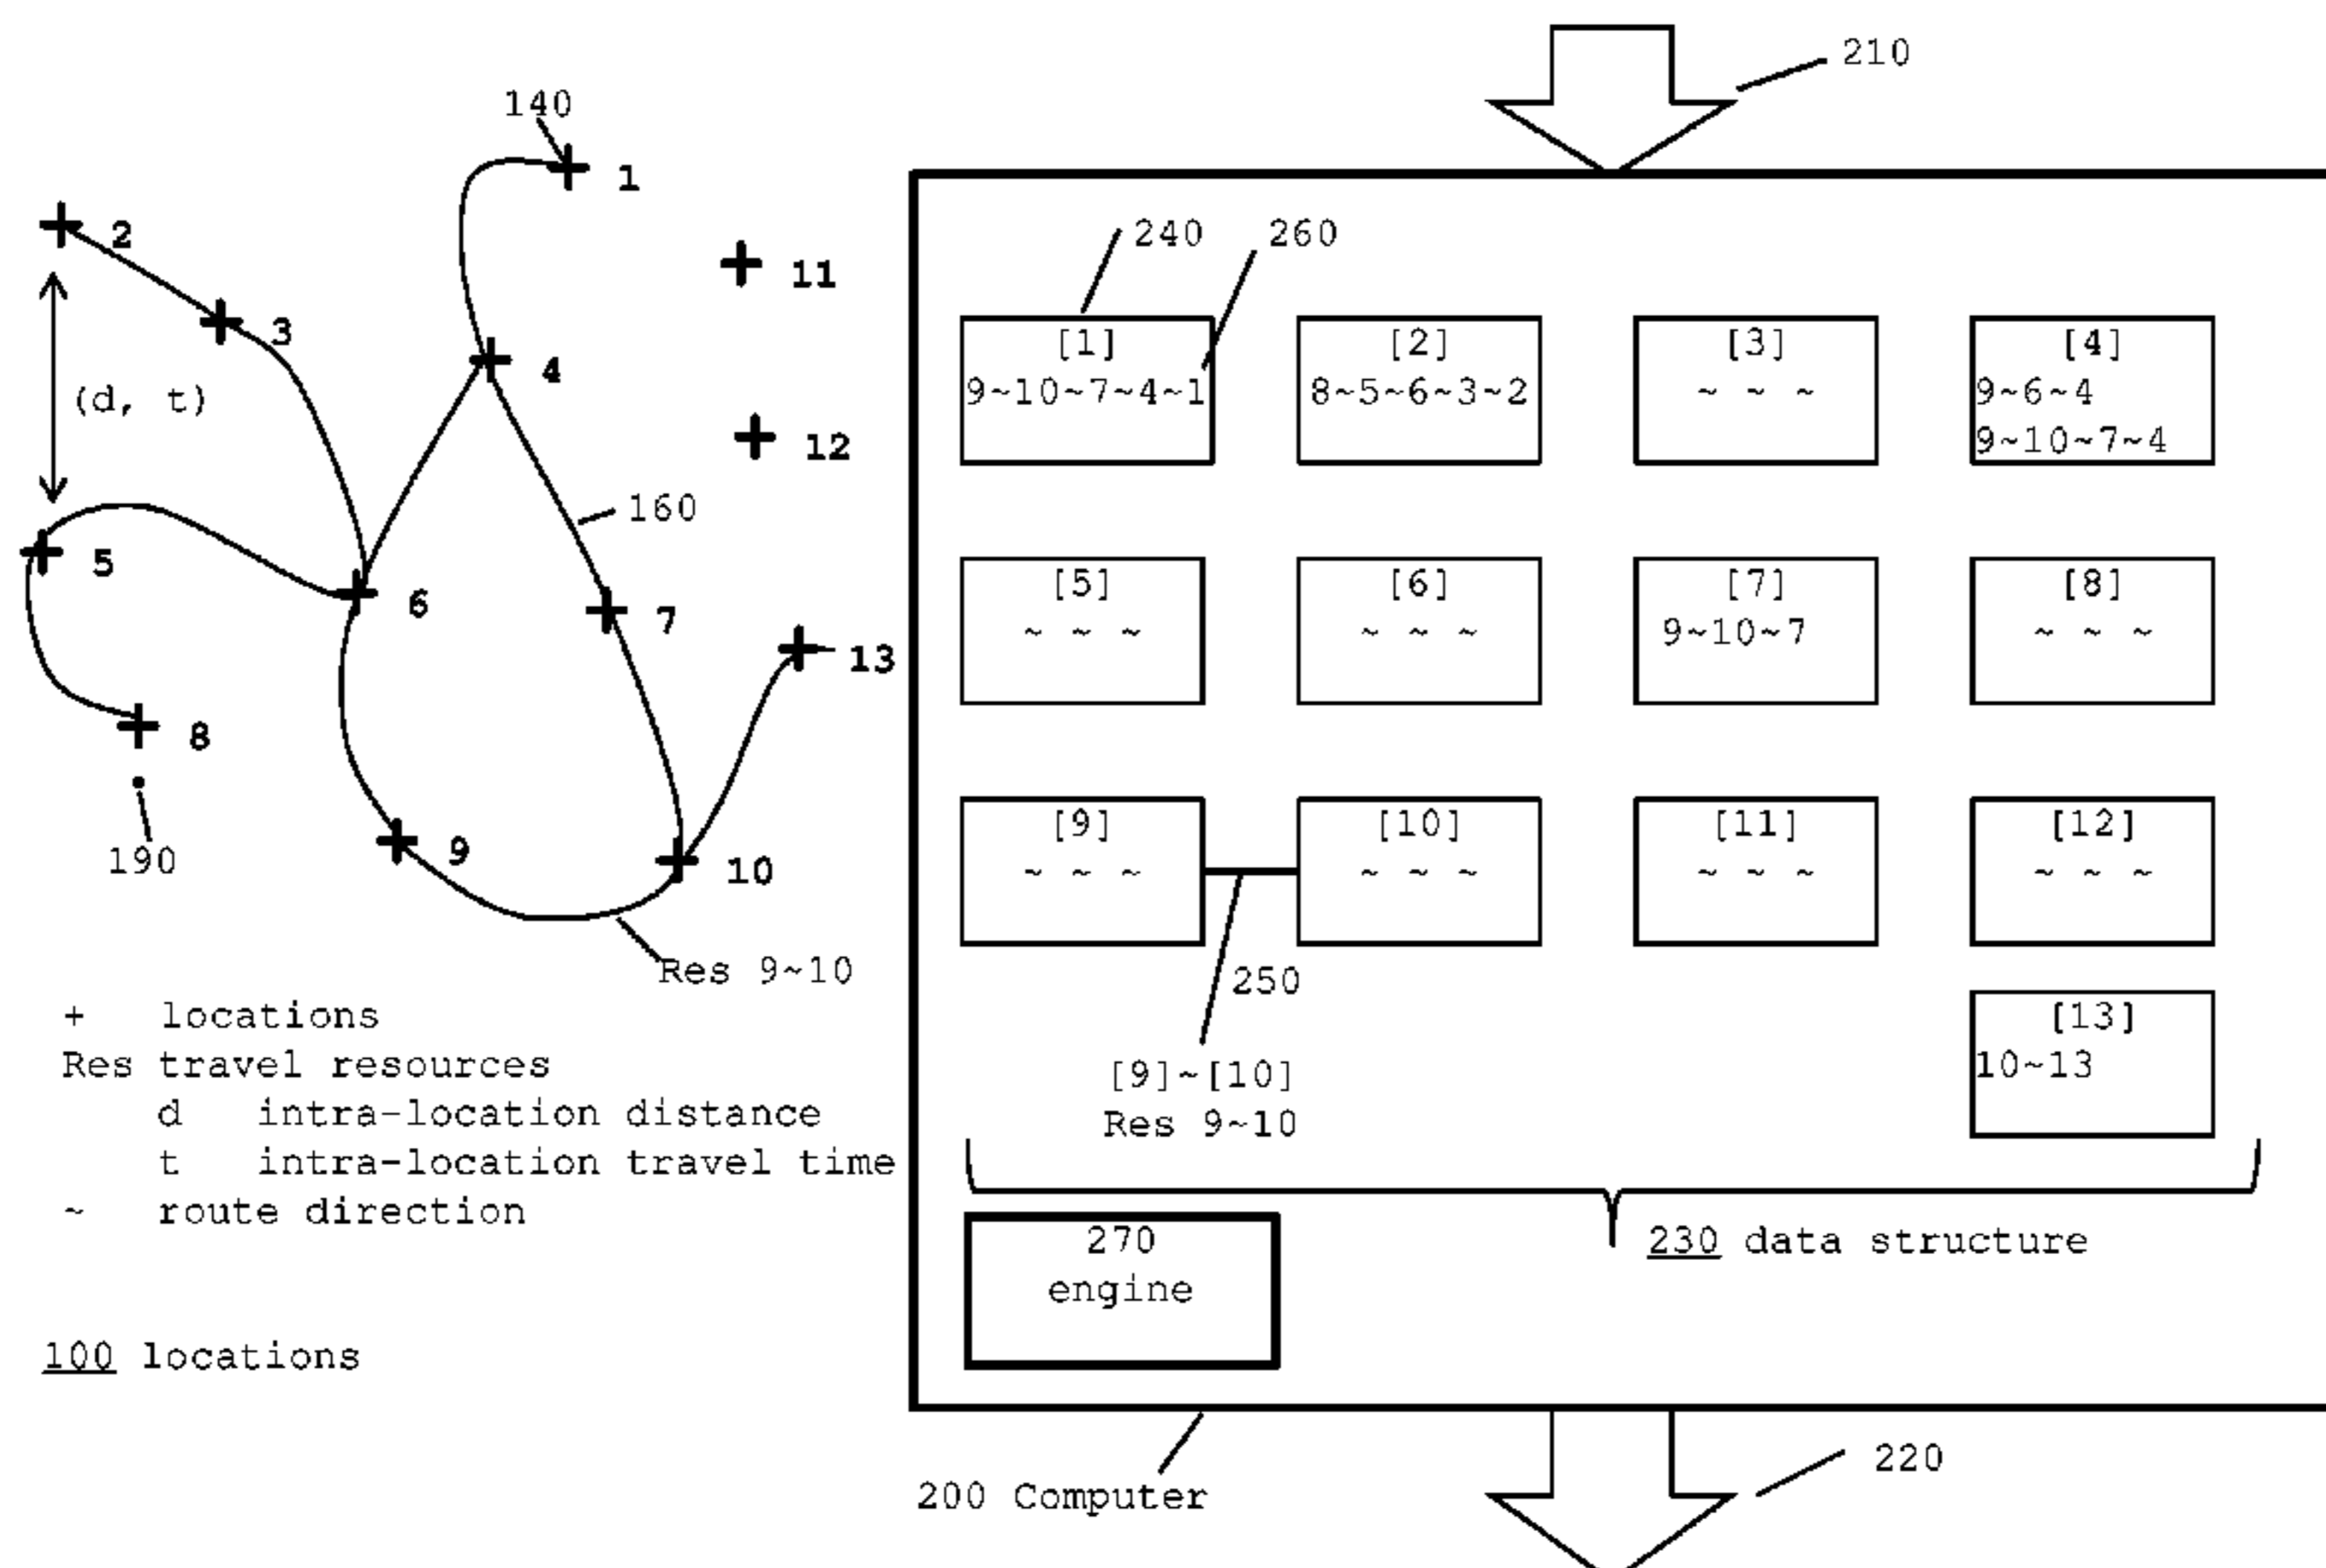 210
140
1
2
240 260
11
3
[1]
9~10~7~4~1
[2]
8~5~6~3~2
[3]
~ ~ ~
[4]
9~6~4
9~10~7~4
4
(d, t)
12
160
5
6
7
[5]
~ ~ ~
[6]
~ ~ ~
[7]
9~10~7
[8]
~ ~ ~
13
8
190
9
10
[9]
~ ~ ~
[10]
~ ~ ~
[11]
~ ~ ~
[12]
~ ~ ~
Res 9~10
250
[13]
10~13
[9]~[10]
Res 9~10
+ locations
Res travel resources
d intra-location distance
t intra-location travel time
~ route direction
270
engine
230 data structure
100 locations
200 Computer
220